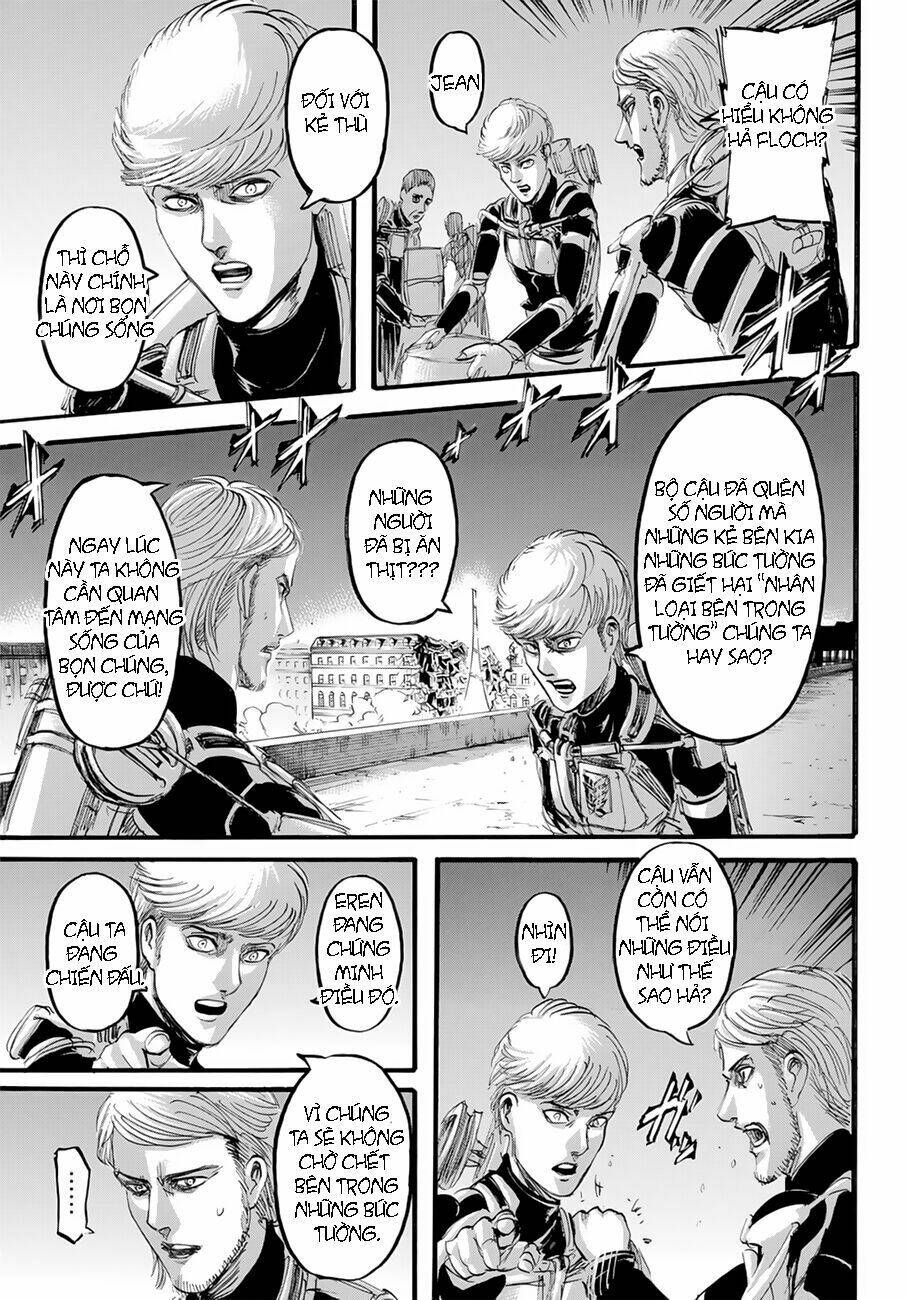 CẬU CÓ
HIỂU KHÔNG
HẢ FLOCH?
JEAN
ĐỐI VỚI
KẺ THÙ
THÌ CHỖ
NÀY CHÍNH
LÀ NƠI BỌN
CHÚNG SỐNG
BỘ CẬU ĐÃ QUÊN
SỐ NGƯỜI MÀ
NHỮNG KẺ BÊN KIA
NHỮNG BỨC TƯỜNG
ĐÃ GIẾT HẠI "NHÂN
LOẠI BÊN TRONG
TƯỜNG" CHÚNG TA
HAY SAO?
NHỮNG
NGƯỜI
ĐÃ BỊ ĂN
THỊT???
NGAY LÚC
NÀY TA KHÔNG
CẦN QUAN
TÂM ĐẾN MẠNG
SỐNG CỦA
BỌN CHÚNG,
ĐƯỢC CHỨ!
CẬU VẪN
CÒN CÓ
THỂ NÓI
NHỮNG ĐIỀU
NHƯ THẾ
SAO HẢ?
NHÌN
ĐI!
EREN
ĐANG
CHỨNG
MINH
ĐIỀU ĐÓ.
CẬU TA
ĐANG
CHIẾN ĐẤU.
VÌ CHÚNG
TA SẼ KHÔNG
CHỜ CHẾT
BÊN TRONG
NHỮNG BỨC
TƯỜNG.
......